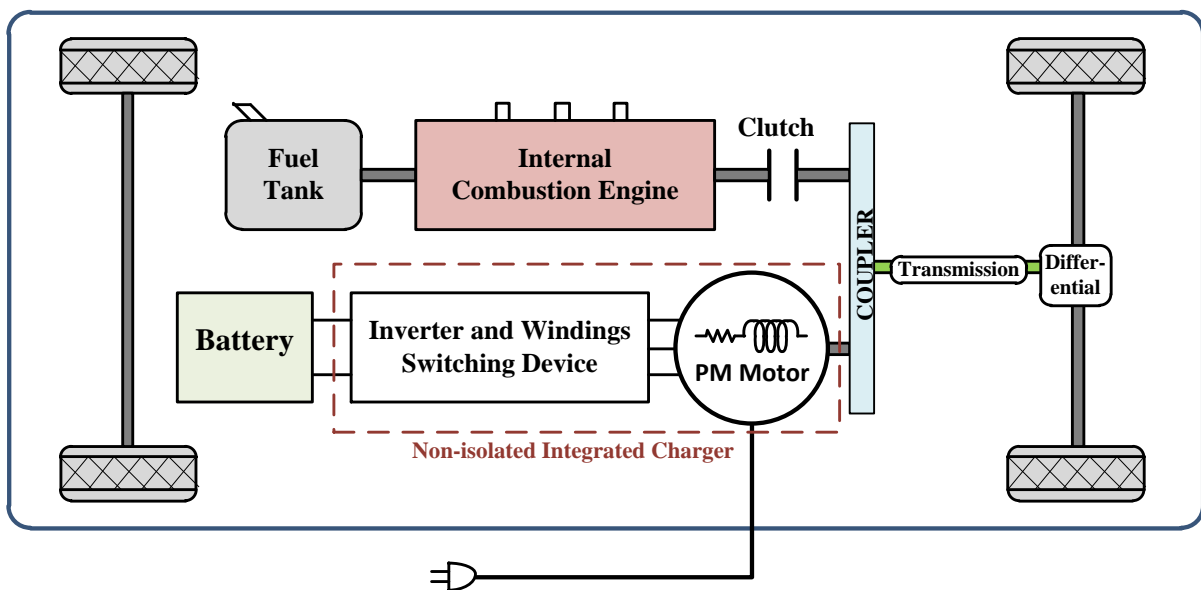 Fuel
Tank
Internal
Combustion Engine
Clutch
COUPLER
Transmission
Differ-
ential
Battery
Inverter and Windings
Switching Device
PM Motor
Non-isolated Integrated Charger